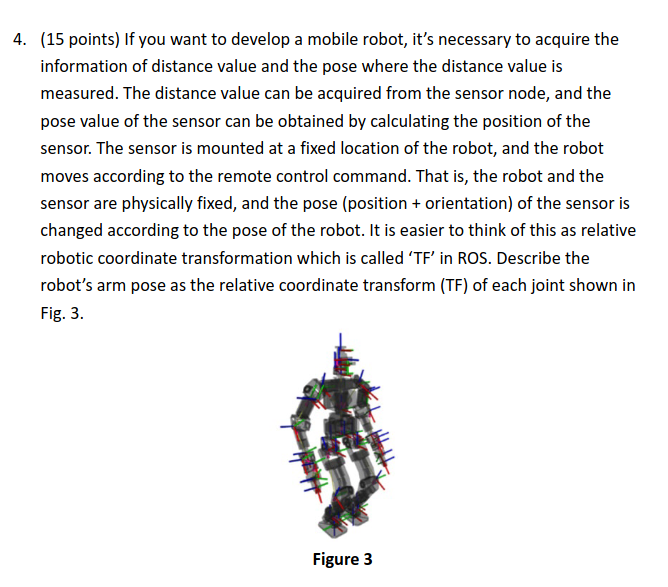 4. (15 points) If you want to develop a mobile robot, it’s necessary to acquire the
information of distance value and the pose where the distance value is
measured. The distance value can be acquired from the sensor node, and the
pose value of the sensor can be obtained by calculating the position of the
sensor. The sensor is mounted at a fixed location of the robot, and the robot
moves according to the remote control command. That is, the robot and the
sensor are physically fixed, and the pose (position + orientation) of the sensor is
changed according to the pose of the robot. It is easier to think of this as relative
robotic coordinate transformation which is called ‘TF’ in ROS. Describe the
robot’s arm pose as the relative coordinate transform (TF) of each joint shown in
Fig. 3.
Figure 3